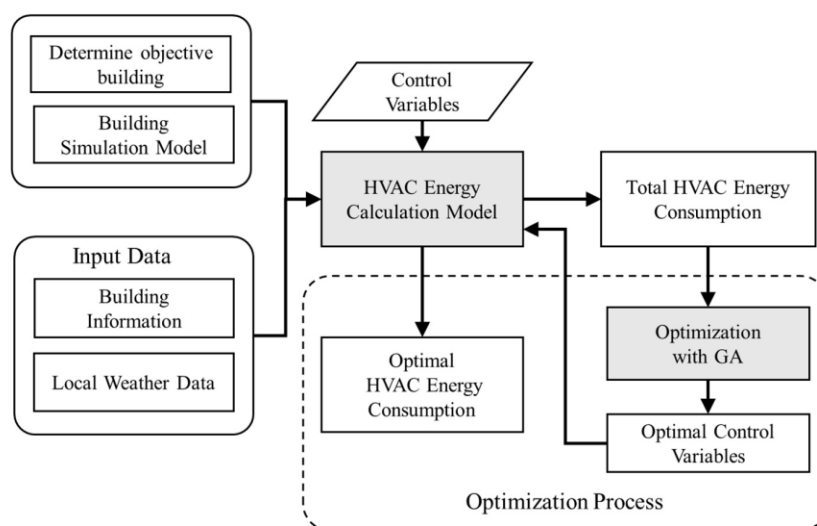 Determine objective
building
Building
Simulation Model
Input Data
Building
Information
Local Weather Data
Control
Variables
HVAC Energy
Calculation Model
Total HVAC Energy
Consumption
Optimal
HVAC Energy
Consumption
Optimization
with GA
Optimal Control
Variables
Optimization Process